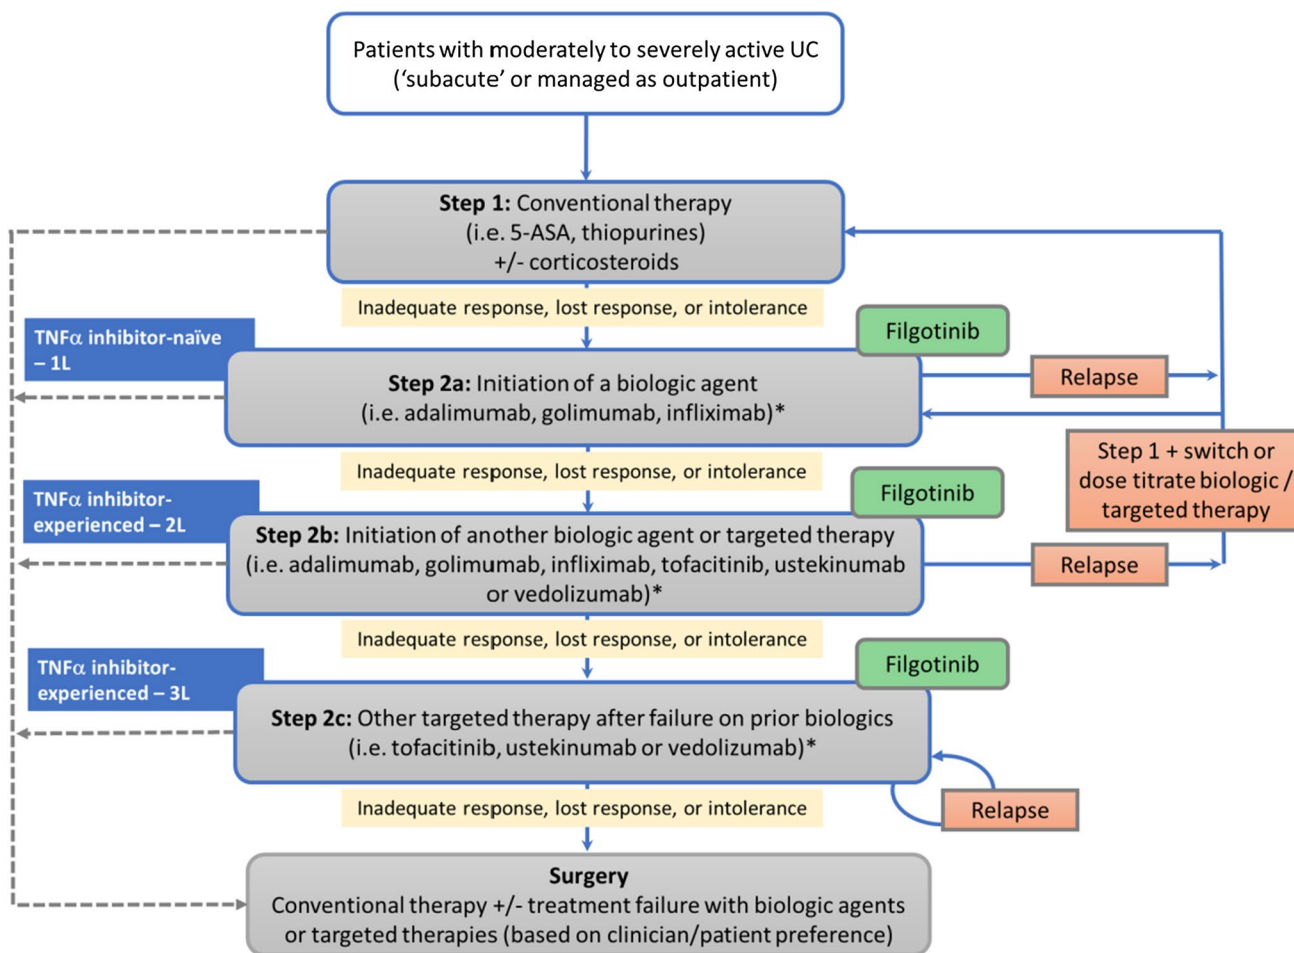 Patients with moderately to severely active UC
(‘subacute’ or managed as outpatient)
Step 1: Conventional therapy
(i.e. 5-ASA, thiopurines)
+/- corticosteroids
Inadequate response, lost response, or intolerance
TNFα inhibitor-naïve
– 1L
Filgotinib
Step 2a: Initiation of a biologic agent
(i.e. adalimumab, golimumab, infliximab)*
Relapse
Inadequate response, lost response, or intolerance
Step 1 + switch or
dose titrate biologic /
targeted therapy
TNFα inhibitor-
experienced – 2L
Filgotinib
Step 2b: Initiation of another biologic agent or targeted therapy
(i.e. adalimumab, golimumab, infliximab, tofacitinib, ustekinumab
or vedolizumab)*
Relapse
Inadequate response, lost response, or intolerance
TNFα inhibitor-
experienced – 3L
Filgotinib
Step 2c: Other targeted therapy after failure on prior biologics
(i.e. tofacitinib, ustekinumab or vedolizumab)*
Inadequate response, lost response, or intolerance
Relapse
Surgery
Conventional therapy +/- treatment failure with biologic agents
or targeted therapies (based on clinician/patient preference)